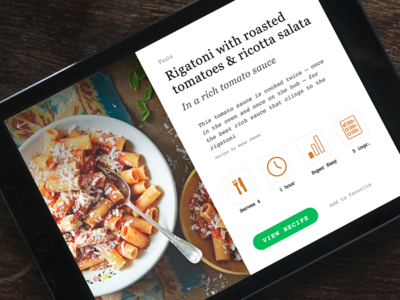 Pasta
Rigatoni with roasted
tomatoes & ricotta salata
In a rich tomato sauce
This tomato sauce is cooked twice – once
in the oven and once on the hob – for
the best rich sauce that clings to the
rigatoni
Recipe by Anna Jones
Serves 4
1 hour
Super Easy
5 ingr.
VIEW RECIPE
Add to Favorite